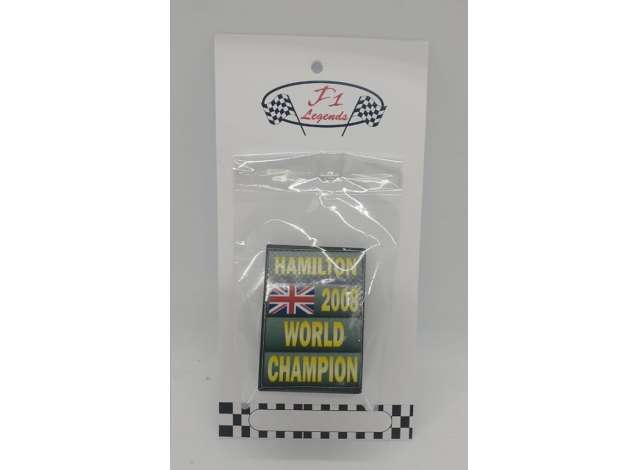 F1
Legends
HAMILTON
2008
WORLD
CHAMPION